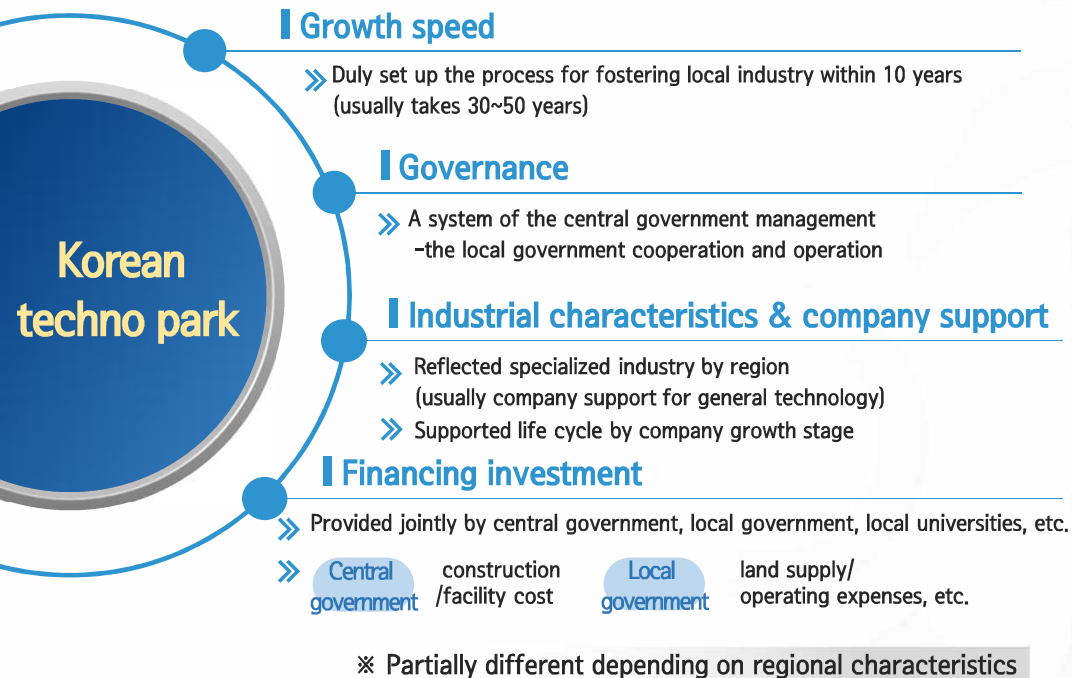 Korean
techno park
Growth speed
Duly set up the process for fostering local industry within 10 years
(usually takes 30~50 years)
Governance
A system of the central government management
-the local government cooperation and operation
Industrial characteristics & company support
Reflected specialized industry by region
(usually company support for general technology)
Supported life cycle by company growth stage
Financing investment
Provided jointly by central government, local government, local universities, etc.
Central government
construction
/facility cost
Local government
land supply/
operating expenses, etc.
※ Partially different depending on regional characteristics